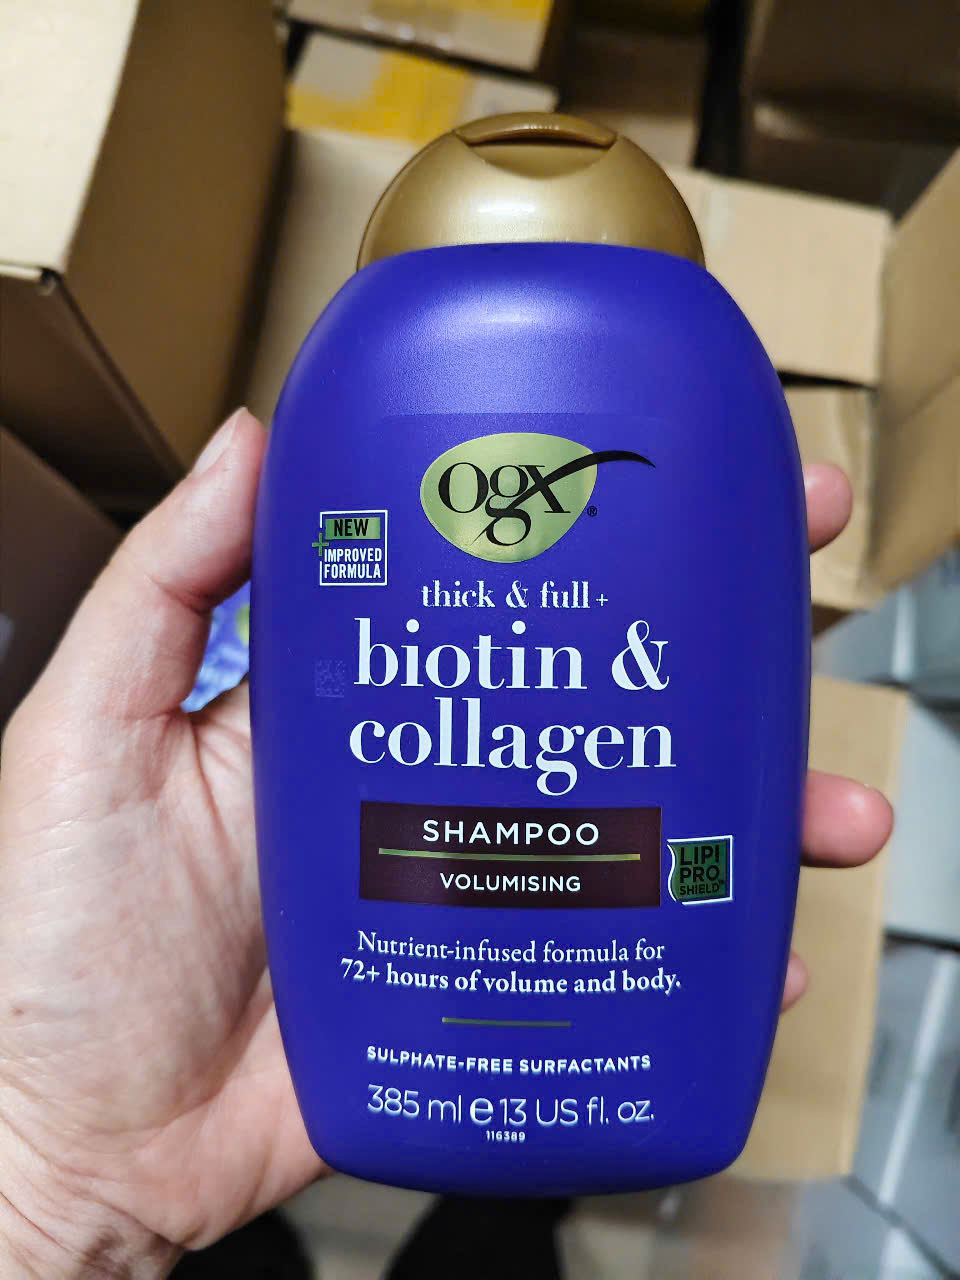 ogx®
NEW
+ IMPROVED
FORMULA
thick & full +
biotin &
collagen
SHAMPOO
VOLUMISING
LIPI
PRO
SHIELD™
Nutrient-infused formula for
72+ hours of volume and body.
SULPHATE-FREE SURFACTANTS
385 ml e 13 US fl. oz.
116389